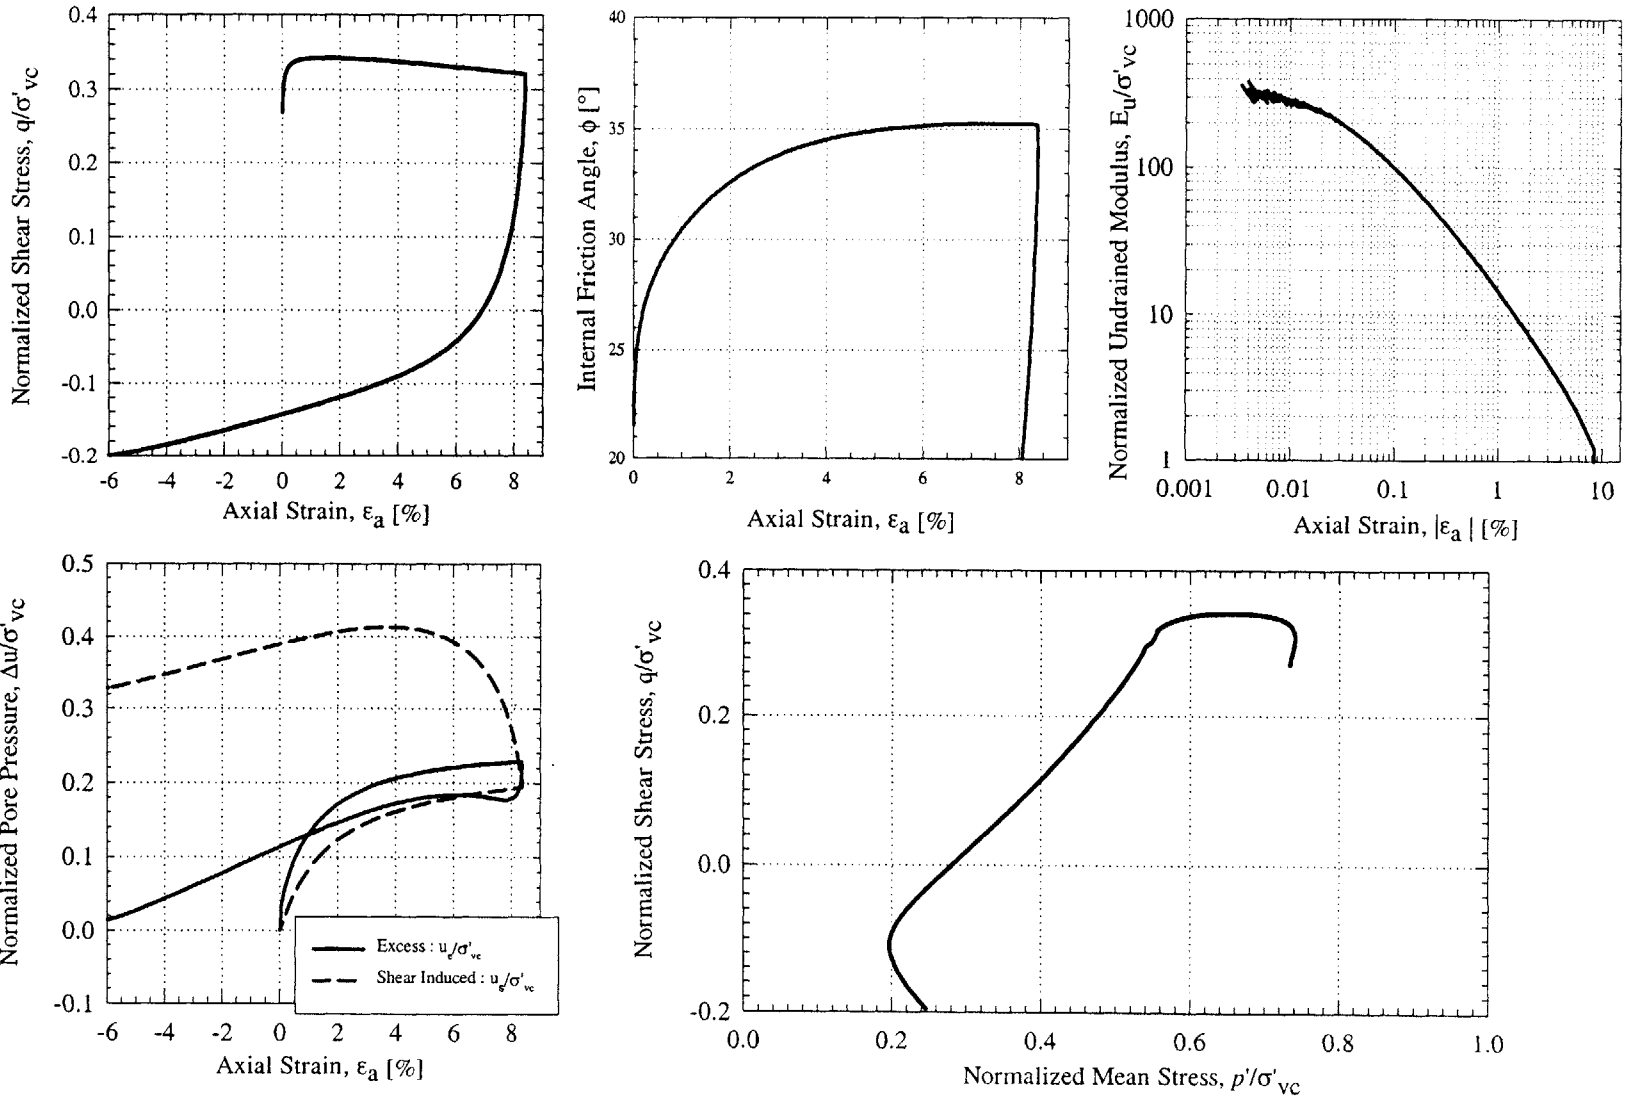 Normalized Shear Stress, q/σ'vc
0.4
0.3
0.2
0.1
0.0
-0.1
-0.2
-6 -4 -2 0 2 4 6 8
Axial Strain, εa [%]
Internal Friction Angle, ϕ [°]
40
35
30
25
20
0 2 4 6 8
Axial Strain, εa [%]
Normalized Undrained Modulus, Eu/σ'vc
1000
100
10
1
0.001 0.01 0.1 1 10
Axial Strain, |εa| [%]
Normalized Pore Pressure, Δu/σ'vc
0.5
0.4
0.3
0.2
0.1
0.0
-0.1
-6 -4 -2 0 2 4 6 8
Axial Strain, εa [%]
Excess : ue/σ'vc
Shear Induced : us/σ'vc
Normalized Shear Stress, q/σ'vc
0.4
0.2
0.0
-0.2
0.0 0.2 0.4 0.6 0.8 1.0
Normalized Mean Stress, p'/σ'vc